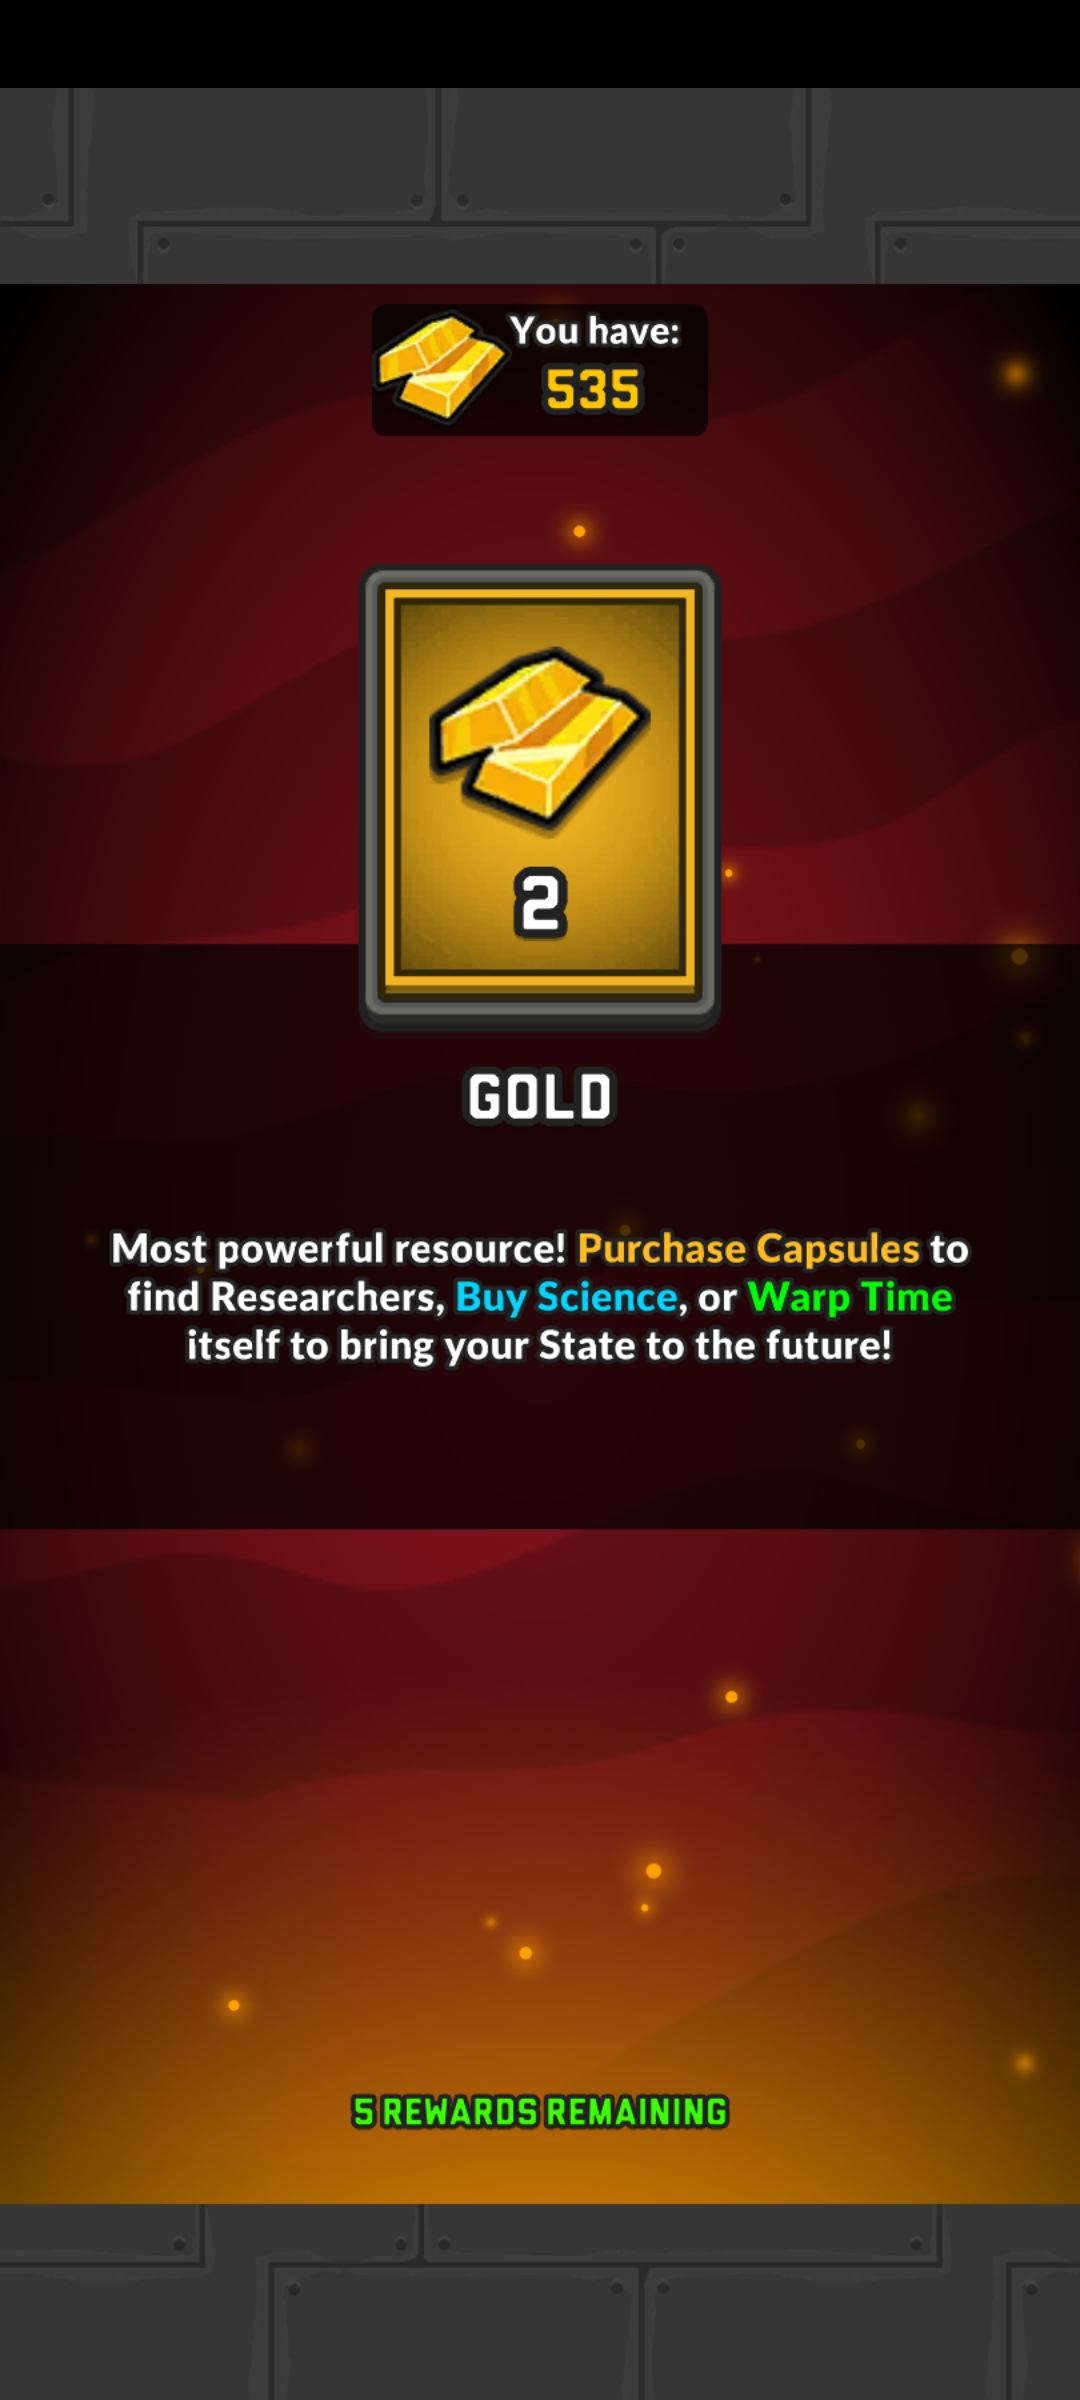 You have:
535
2
GOLD
Most powerful resource! Purchase Capsules to
find Researchers, Buy Science, or Warp Time
itself to bring your State to the future!
5 REWARDS REMAINING